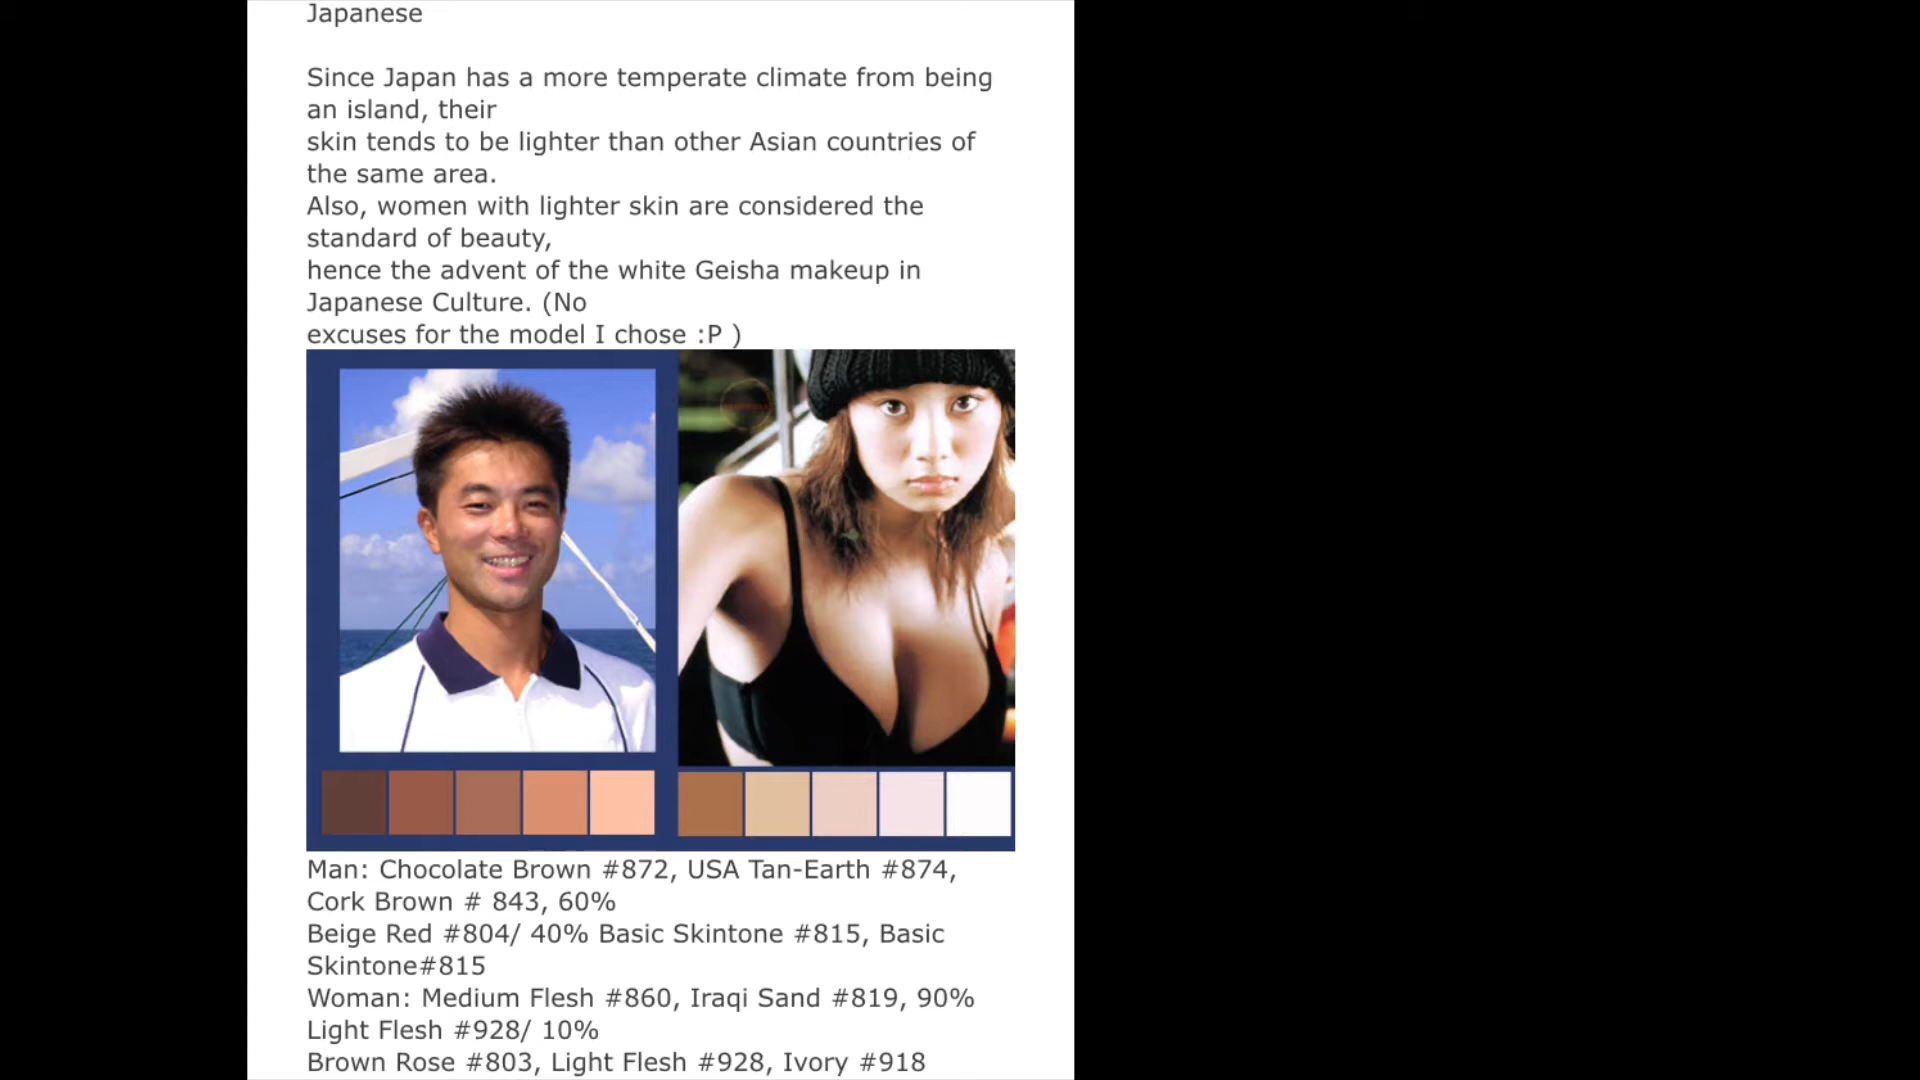 Japanese
Since Japan has a more temperate climate from being
an island, their
skin tends to be lighter than other Asian countries of
the same area.
Also, women with lighter skin are considered the
standard of beauty,
hence the advent of the white Geisha makeup in
Japanese Culture. (No
excuses for the model I chose :P )
Man: Chocolate Brown #872, USA Tan-Earth #874,
Cork Brown # 843, 60%
Beige Red #804/ 40% Basic Skintone #815, Basic
Skintone#815
Woman: Medium Flesh #860, Iraqi Sand #819, 90%
Light Flesh #928/ 10%
Brown Rose #803, Light Flesh #928, Ivory #918